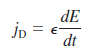 j_D = ϵ dE/dt